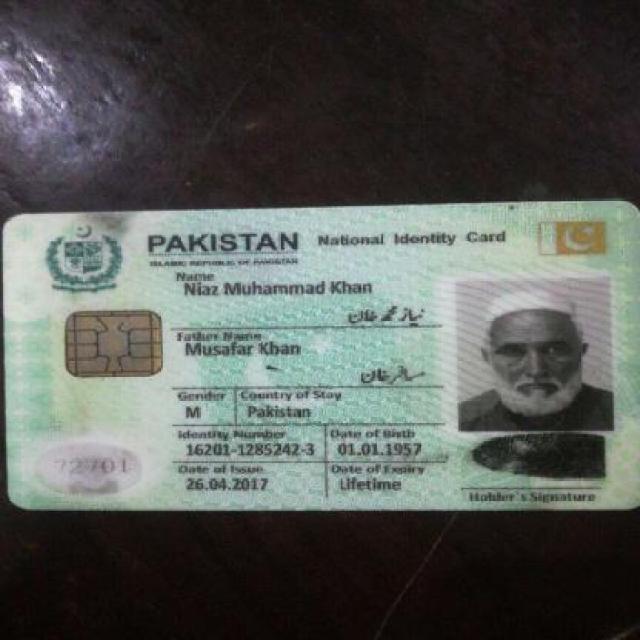 PAKISTAN National Identity Card
ISLAMIC REPUBLIC OF PAKISTAN
Name
Niaz Muhammad Khan
نیاز محمد خان
Father Name
Musafar Khan
مسافر خان
Gender Country of Stay
M Pakistan
Identity Number Date of Birth
16201-1285242-3 01.01.1957
Date of Issue Date of Expiry
26.04.2017 Lifetime
72701
Holder's Signature